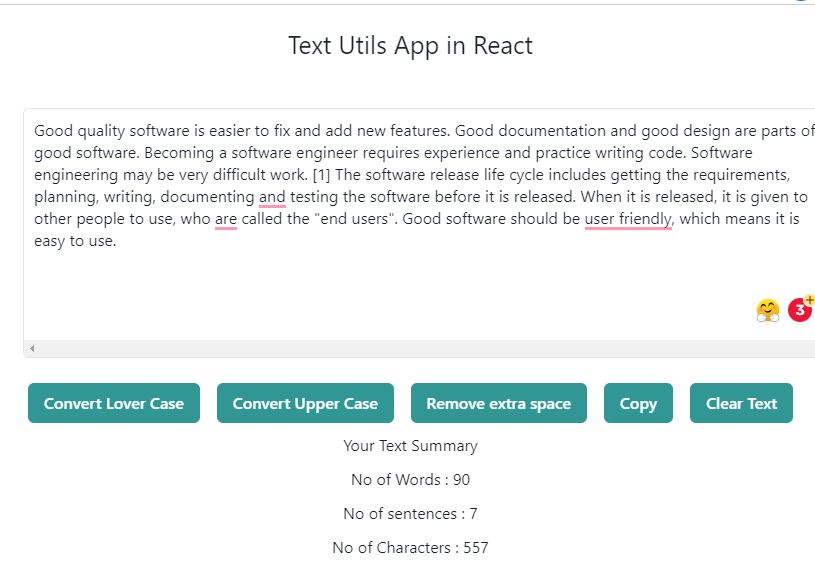 Text Utils App in React
Good quality software is easier to fix and add new features. Good documentation and good design are parts of
good software. Becoming a software engineer requires experience and practice writing code. Software
engineering may be very difficult work. [1] The software release life cycle includes getting the requirements,
planning, writing, documenting and testing the software before it is released. When it is released, it is given to
other people to use, who are called the "end users". Good software should be user friendly, which means it is
easy to use.
3
Convert Lover Case Convert Upper Case Remove extra space Copy Clear Text
Your Text Summary
No of Words : 90
No of sentences : 7
No of Characters : 557